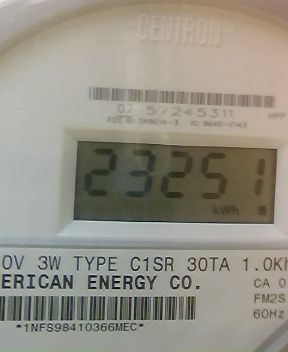 CENTRON®
07 57245311
23251
kWh
0V 3W TYPE C1SR 30TA 1.0Kh
ERICAN ENERGY CO.
CA 0
FM2S
60Hz
*1NFS98410366MEC*